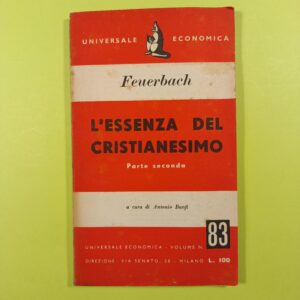 UNIVERSALE ECONOMICA
Feuerbach
L'ESSENZA DEL
CRISTIANESIMO
Parte seconda
a cura di Antonio Banfi
UNIVERSALE ECONOMICA - VOLUME N. 83
DIREZIONE: VIA SENATO, 38 - MILANO L. 100